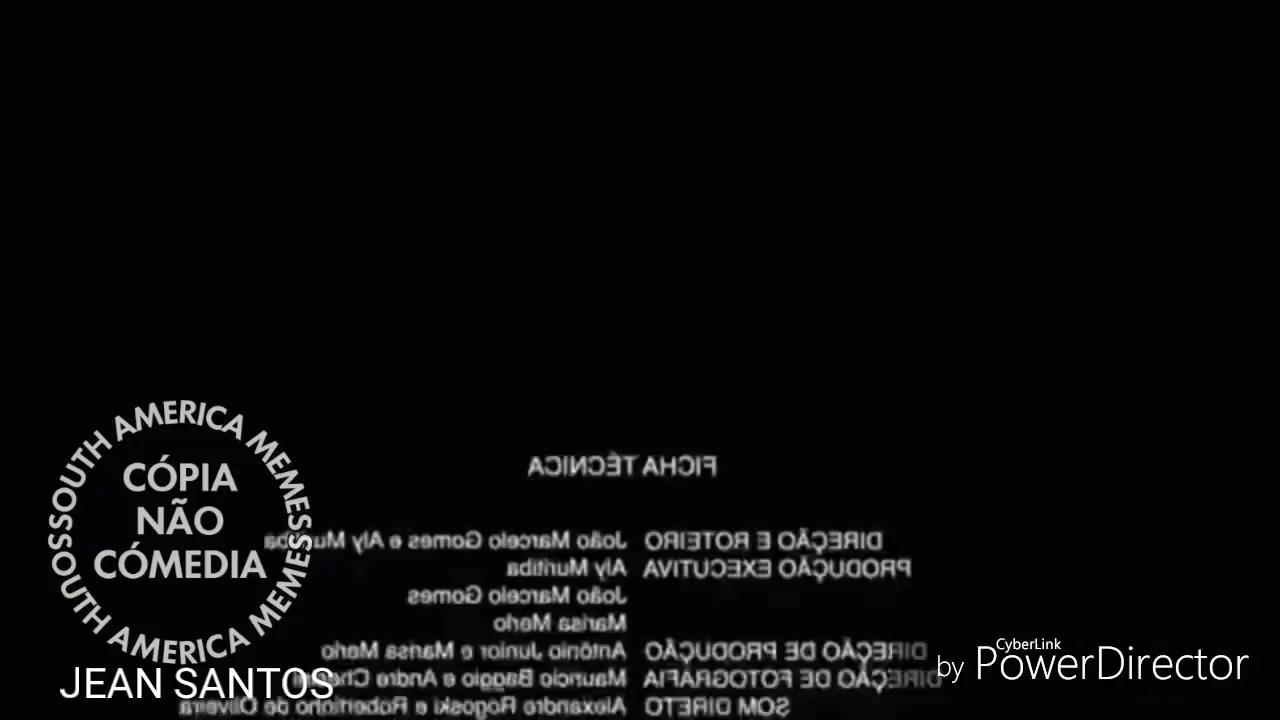 SOUTH AMERICA MEMES
CÓPIA
NÃO
CÓMEDIA
SOUTH AMERICA MEMES
JEAN SANTOS
FICHA TÉCNICA
DIREÇÃO E ROTEIRO João Marcelo Gomes e Aly Muritiba
PRODUÇÃO EXECUTIVA Aly Muritiba
João Marcelo Gomes
Marisa Merlo
DIREÇÃO DE PRODUÇÃO Antônio Junior e Marisa Merlo
DIREÇÃO DE FOTOGRAFIA Mauricio Baggio e Andre
SOM DIRETO Alexandre Rogoski e Robertinho de Oliveira
CyberLink
by PowerDirector